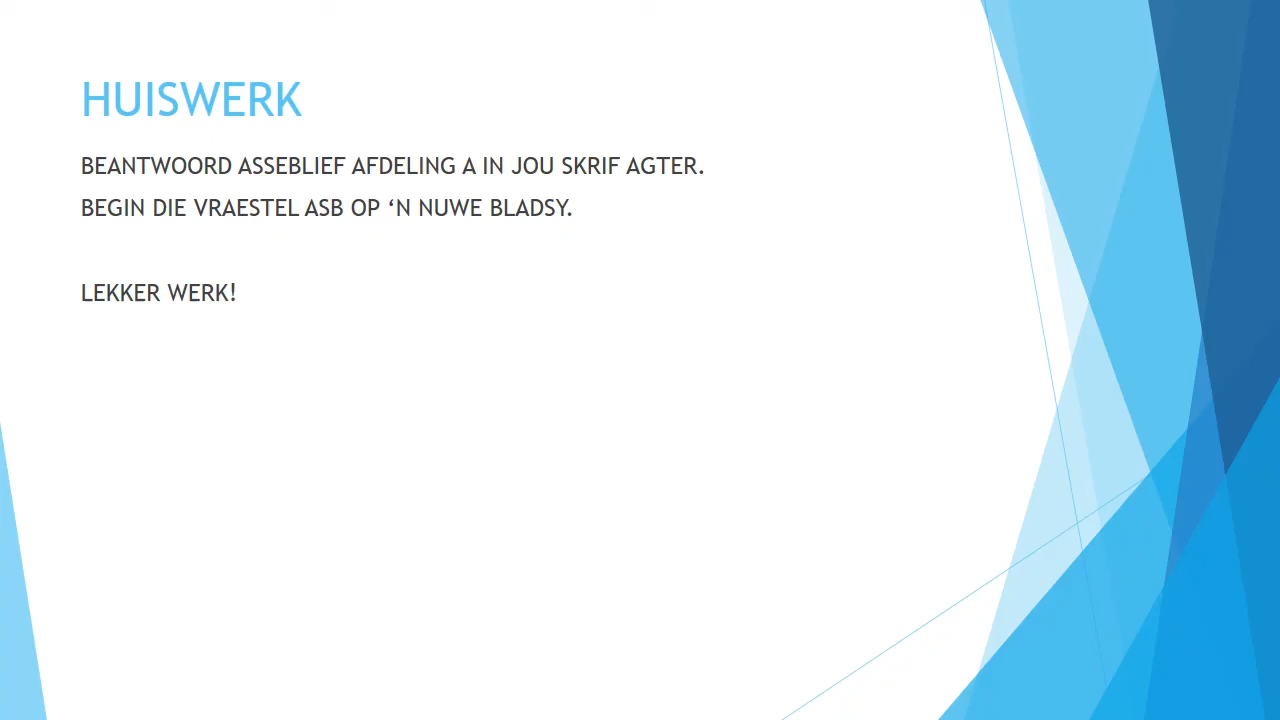 HUISWERK
BEANTWOORD ASSEBLIEF AFDELING A IN JOU SKRIF AGTER.
BEGIN DIE VRAESTEL ASB OP ‘N NUWE BLADSY.
LEKKER WERK!